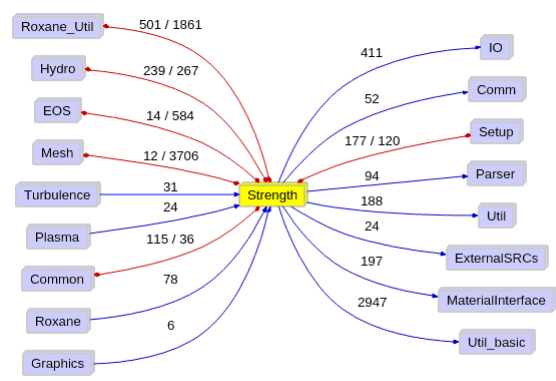 Roxane_Util
501 / 1861
Hydro
239 / 267
EOS
14 / 584
Mesh
12 / 3706
Turbulence
31
Plasma
24
Common
115 / 36
Roxane
78
Graphics
6
Strength
411
IO
52
Comm
177 / 120
Setup
94
Parser
188
Util
24
ExternalSRCs
197
MaterialInterface
2947
Util_basic